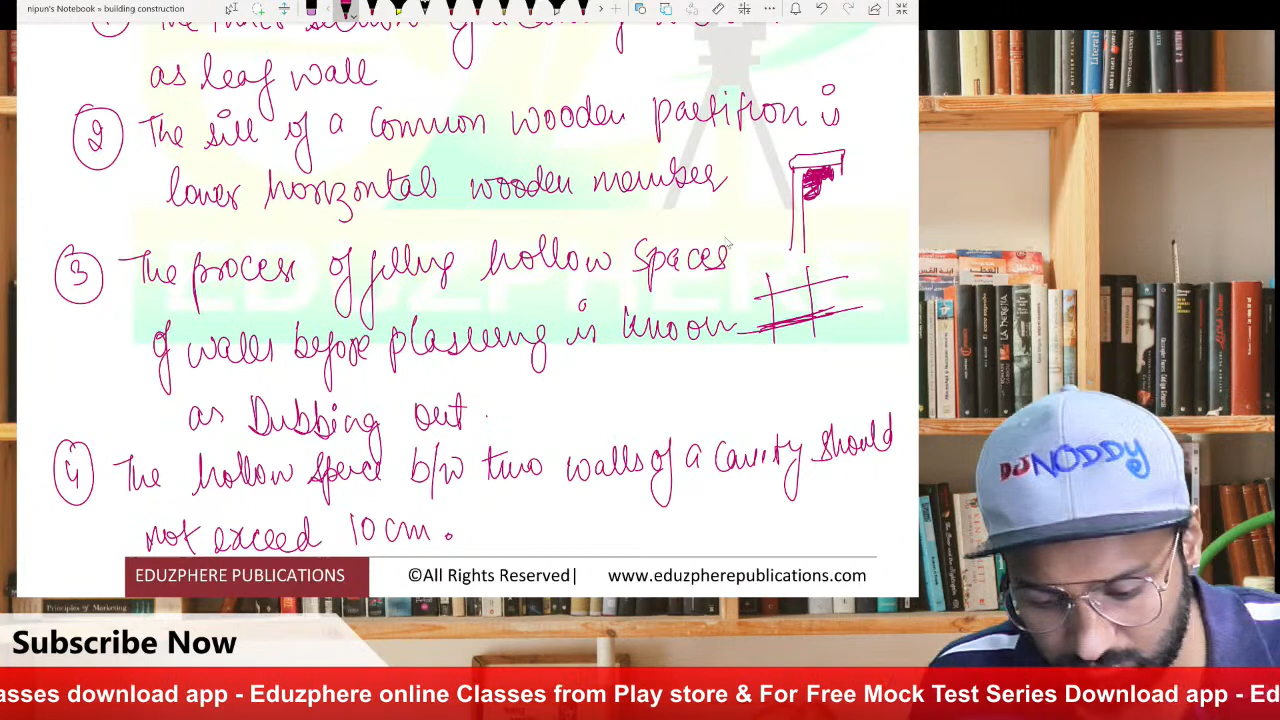 nipun's Notebook » building construction
as leaf wall
② The sill of a common wooden partition is
lower horizontal wooden member
③ The process of filling hollow spaces
of walls before plastering is known
as Dubbing out.
④ The hollow space b/w two walls of a cavity should
not exceed 10 cm.
EDUZPHERE PUBLICATIONS ©All Rights Reserved| www.eduzpherepublications.com
DJ NODDY
Principles of Marketing
Subscribe Now
asses download app - Eduzphere online Classes from Play store & For Free Mock Test Series Download app - Ed